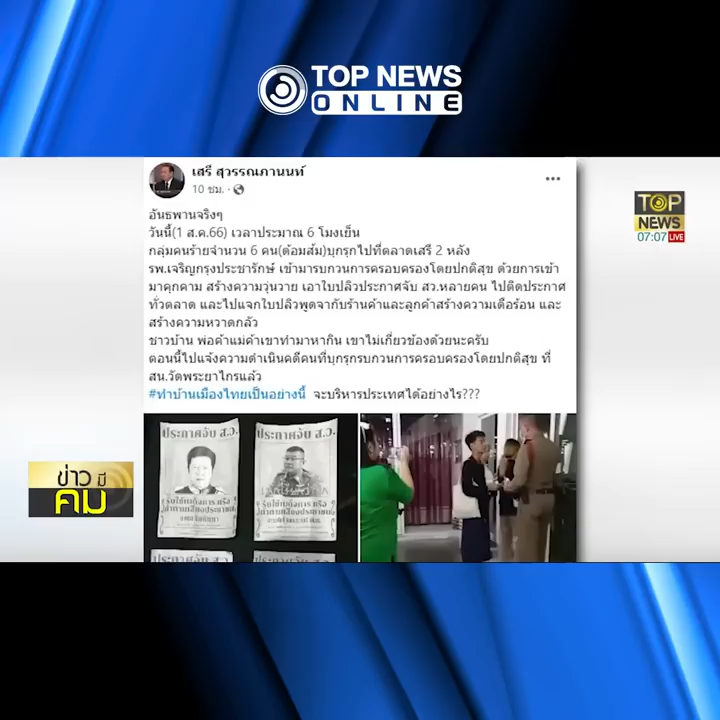 TOP NEWS
ONLINE
เสรี สุวรรณภานนท์
10 ชม. ·
อันธพานจริงๆ
วันนี้(1 ส.ค.66) เวลาประมาณ 6 โมงเย็น
กลุ่มคนร้ายจำนวน 6 คน(ด้อมส้ม)บุกรุกไปที่ตลาดเสรี 2 หลัง
รพ.เจริญกรุงประชารักษ์ เข้ามารบกวนการครอบครองโดยปกติสุข ด้วยการเข้า
มาคุกคาม สร้างความวุ่นวาย เอาใบปลิวประกาศจับ สว.หลายคน ไปติดประกาศ
ทั่วตลาด และไปแจกใบปลิวพูดจากับร้านค้าและลูกค้าสร้างความเดือร้อน และ
สร้างความหวาดกลัว
ชาวบ้าน พ่อค้าแม่ค้าเขาทำมาหากิน เขาไม่เกี่ยวข้องด้วยนะครับ
ตอนนี้ไปแจ้งความดำเนินคดีคนที่บุกรุกรบกวนการครอบครองโดยปกติสุข ที่
สน.วัดพระยาไกรแล้ว
#ทำบ้านเมืองไทยเป็นอย่างนี้ จะบริหารประเทศได้อย่างไร???
TOP
NEWS
07:07 LIVE
ข่าวมี
คม
ประกาศจับ ส.ว.
ประกาศจับ ส.ว.
ประกาศจับ ส.ว.
ประกาศจับ ส.ว.